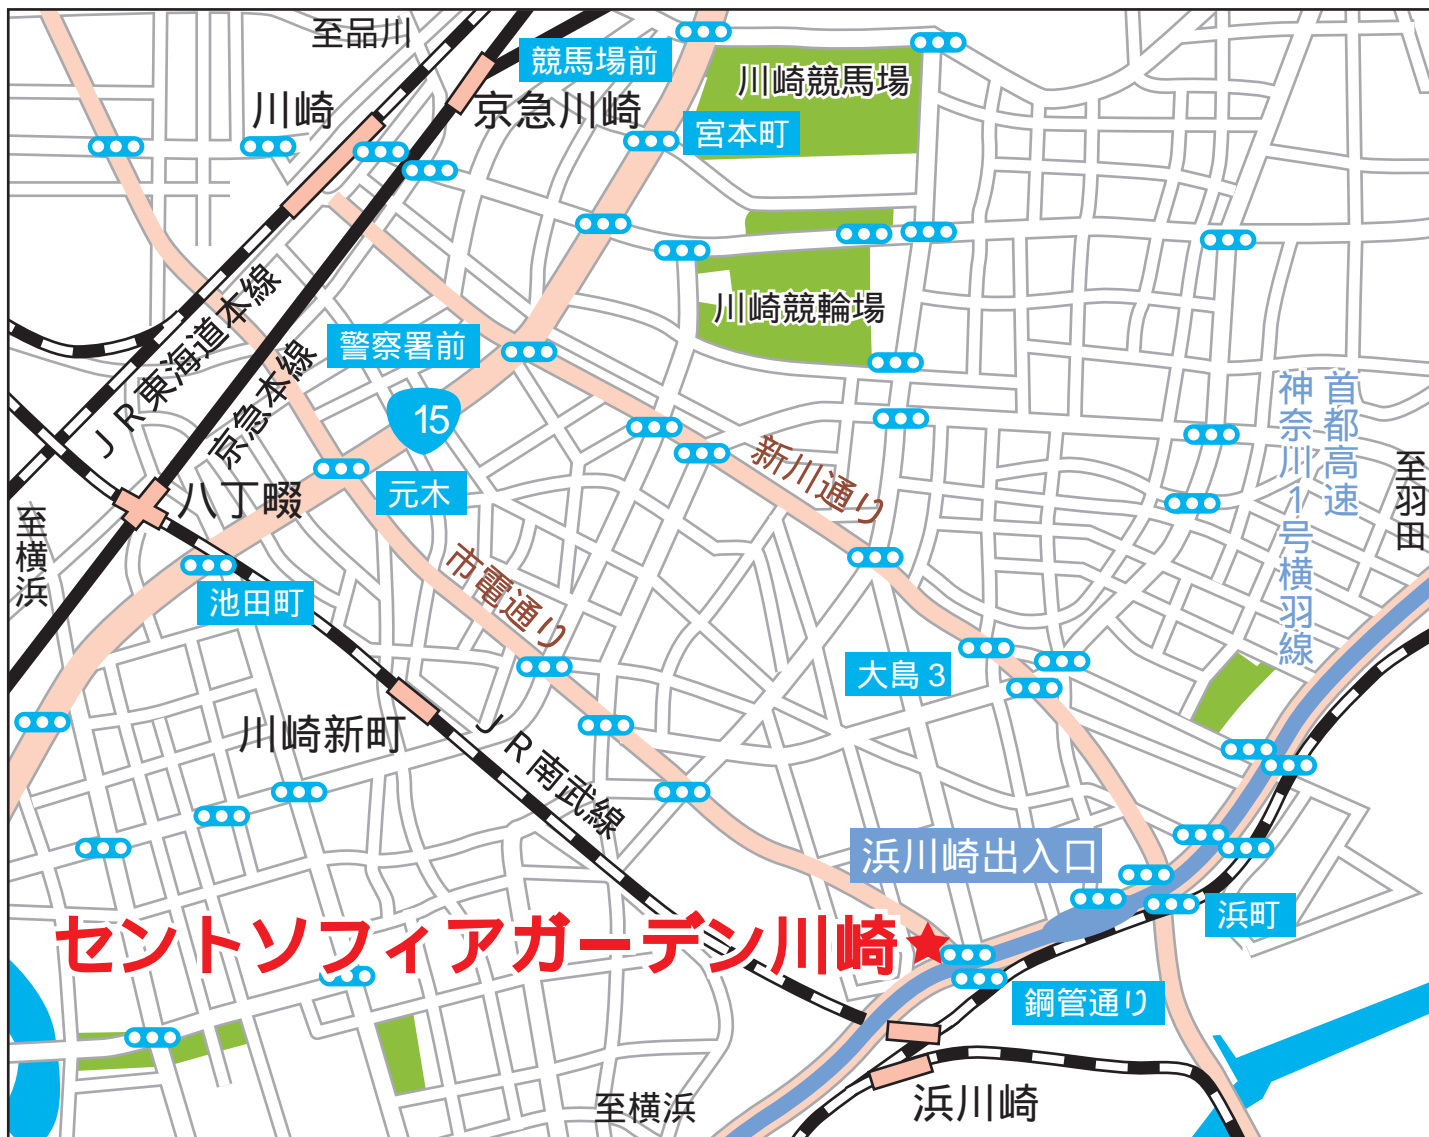 至品川
競馬場前
川崎競馬場
川崎
京急川崎
宮本町
川崎競輪場
JR東海道本線
京急本線
警察署前
15
元木
新川通り
首都高速
神奈川1号横羽線
至羽田
八丁畷
至横浜
市電通り
池田町
大島3
川崎新町
JR南武線
浜川崎出入口
浜町
セントソフィアガーデン川崎
鋼管通り
至横浜
浜川崎